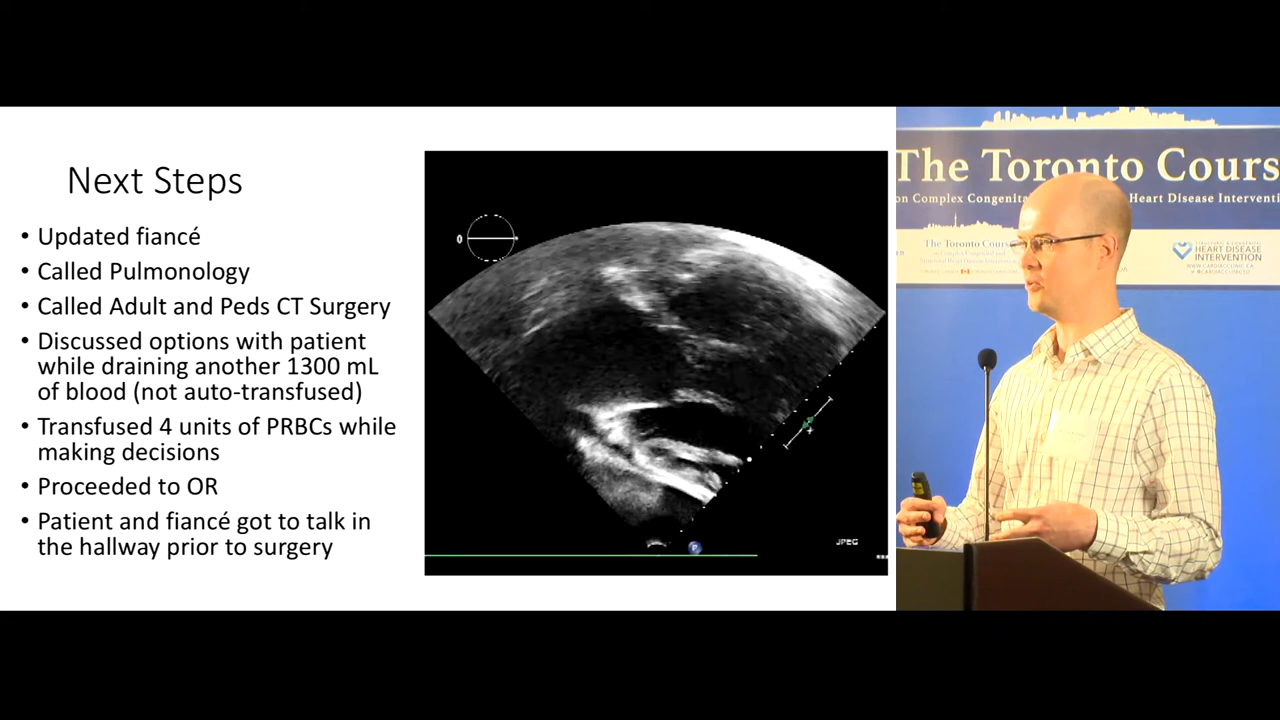 Next Steps
• Updated fiancé
• Called Pulmonology
• Called Adult and Peds CT Surgery
• Discussed options with patient
while draining another 1300 mL
of blood (not auto-transfused)
• Transfused 4 units of PRBCs while
making decisions
• Proceeded to OR
• Patient and fiancé got to talk in
the hallway prior to surgery
0
P
JPEG
The Toronto Cours
on Complex Congenita
Heart Disease Interventi
The Toronto Cours
HEART DISEASE
INTERVENTION
WWW.CARDIACCLINIC.CA